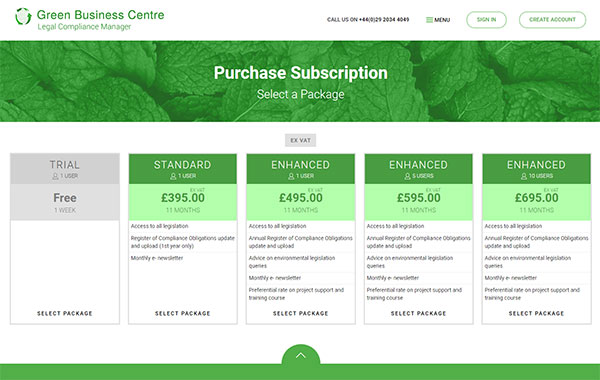 Green Business Centre
Legal Compliance Manager
CALL US ON +44(0)29 2034 4049
MENU
SIGN IN
CREATE ACCOUNT
Purchase Subscription
Select a Package
EX VAT
TRIAL
1 USER
Free
1 WEEK
SELECT PACKAGE
STANDARD
1 USER
EX VAT
£395.00
11 MONTHS
Access to all legislation
Register of Compliance Obligations update
and upload (1st year only)
Monthly e- newsletter
SELECT PACKAGE
ENHANCED
1 USER
EX VAT
£495.00
11 MONTHS
Access to all legislation
Annual Register of Compliance Obligations
update and upload
Advice on environmental legislation
queries
Monthly e- newsletter
Preferential rate on project support and
training course
SELECT PACKAGE
ENHANCED
5 USERS
EX VAT
£595.00
11 MONTHS
Access to all legislation
Annual Register of Compliance Obligations
update and upload
Advice on environmental legislation
queries
Monthly e- newsletter
Preferential rate on project support and
training course
SELECT PACKAGE
ENHANCED
10 USERS
EX VAT
£695.00
11 MONTHS
Access to all legislation
Annual Register of Compliance Obligations
update and upload
Advice on environmental legislation
queries
Monthly e- newsletter
Preferential rate on project support and
training course
SELECT PACKAGE